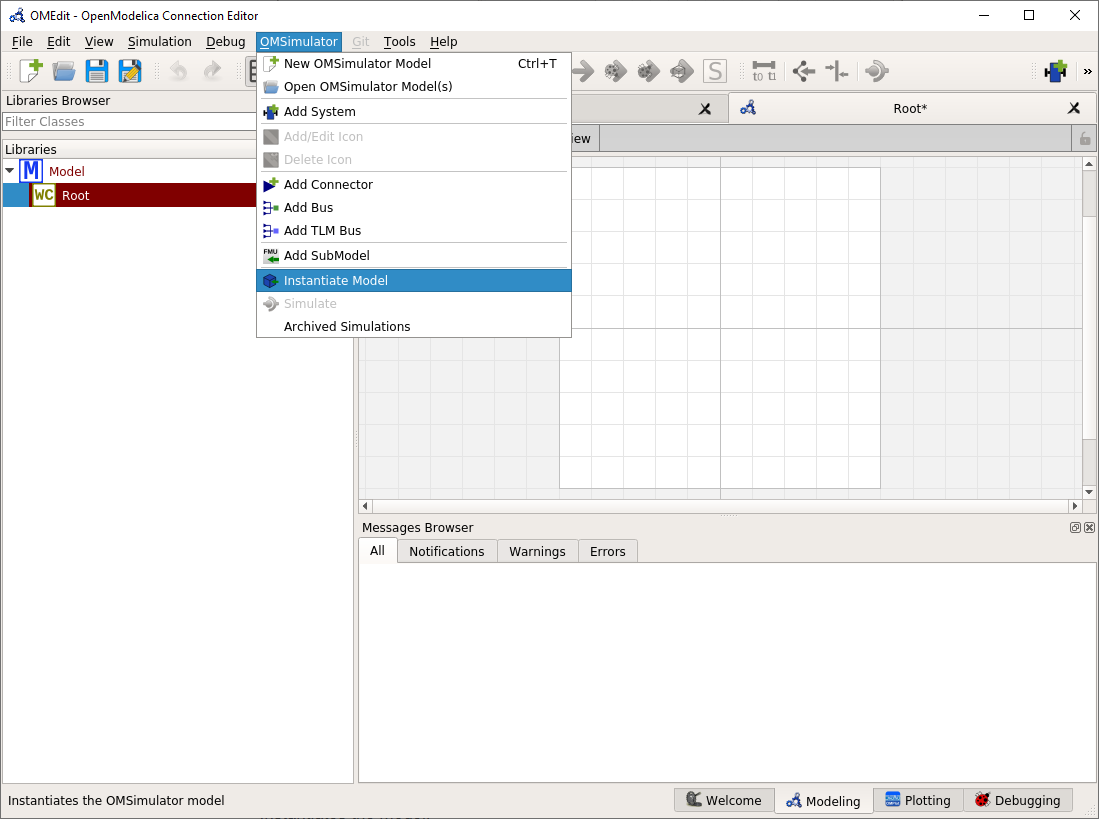 OMEdit - OpenModelica Connection Editor
File Edit View Simulation Debug OMSimulator Git Tools Help
New OMSimulator Model Ctrl+T
Open OMSimulator Model(s)
Add System
Add/Edit Icon
Delete Icon
Add Connector
Add Bus
Add TLM Bus
FMU Add SubModel
Instantiate Model
Simulate
Archived Simulations
S
t0 t1
»
Libraries Browser
Filter Classes
Libraries
M Model
WC Root
Root*
iew
Messages Browser
All Notifications Warnings Errors
Instantiates the OMSimulator model
Welcome Modeling Plotting Debugging